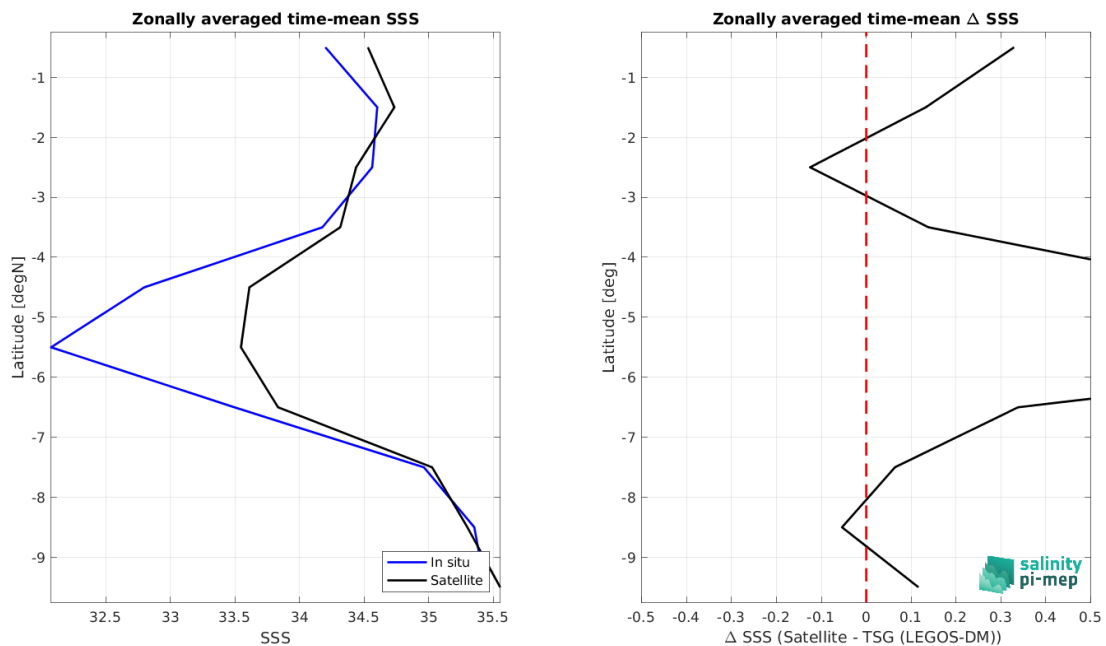 Zonally averaged time-mean SSS
-1
-2
-3
-4
-5
-6
-7
-8
-9
Latitude [degN]
32.5 33 33.5 34 34.5 35 35.5
SSS
In situ
Satellite
Zonally averaged time-mean Δ SSS
-1
-2
-3
-4
-5
-6
-7
-8
-9
Latitude [deg]
-0.5 -0.4 -0.3 -0.2 -0.1 0 0.1 0.2 0.3 0.4 0.5
Δ SSS (Satellite - TSG (LEGOS-DM))
salinity
pi-mep